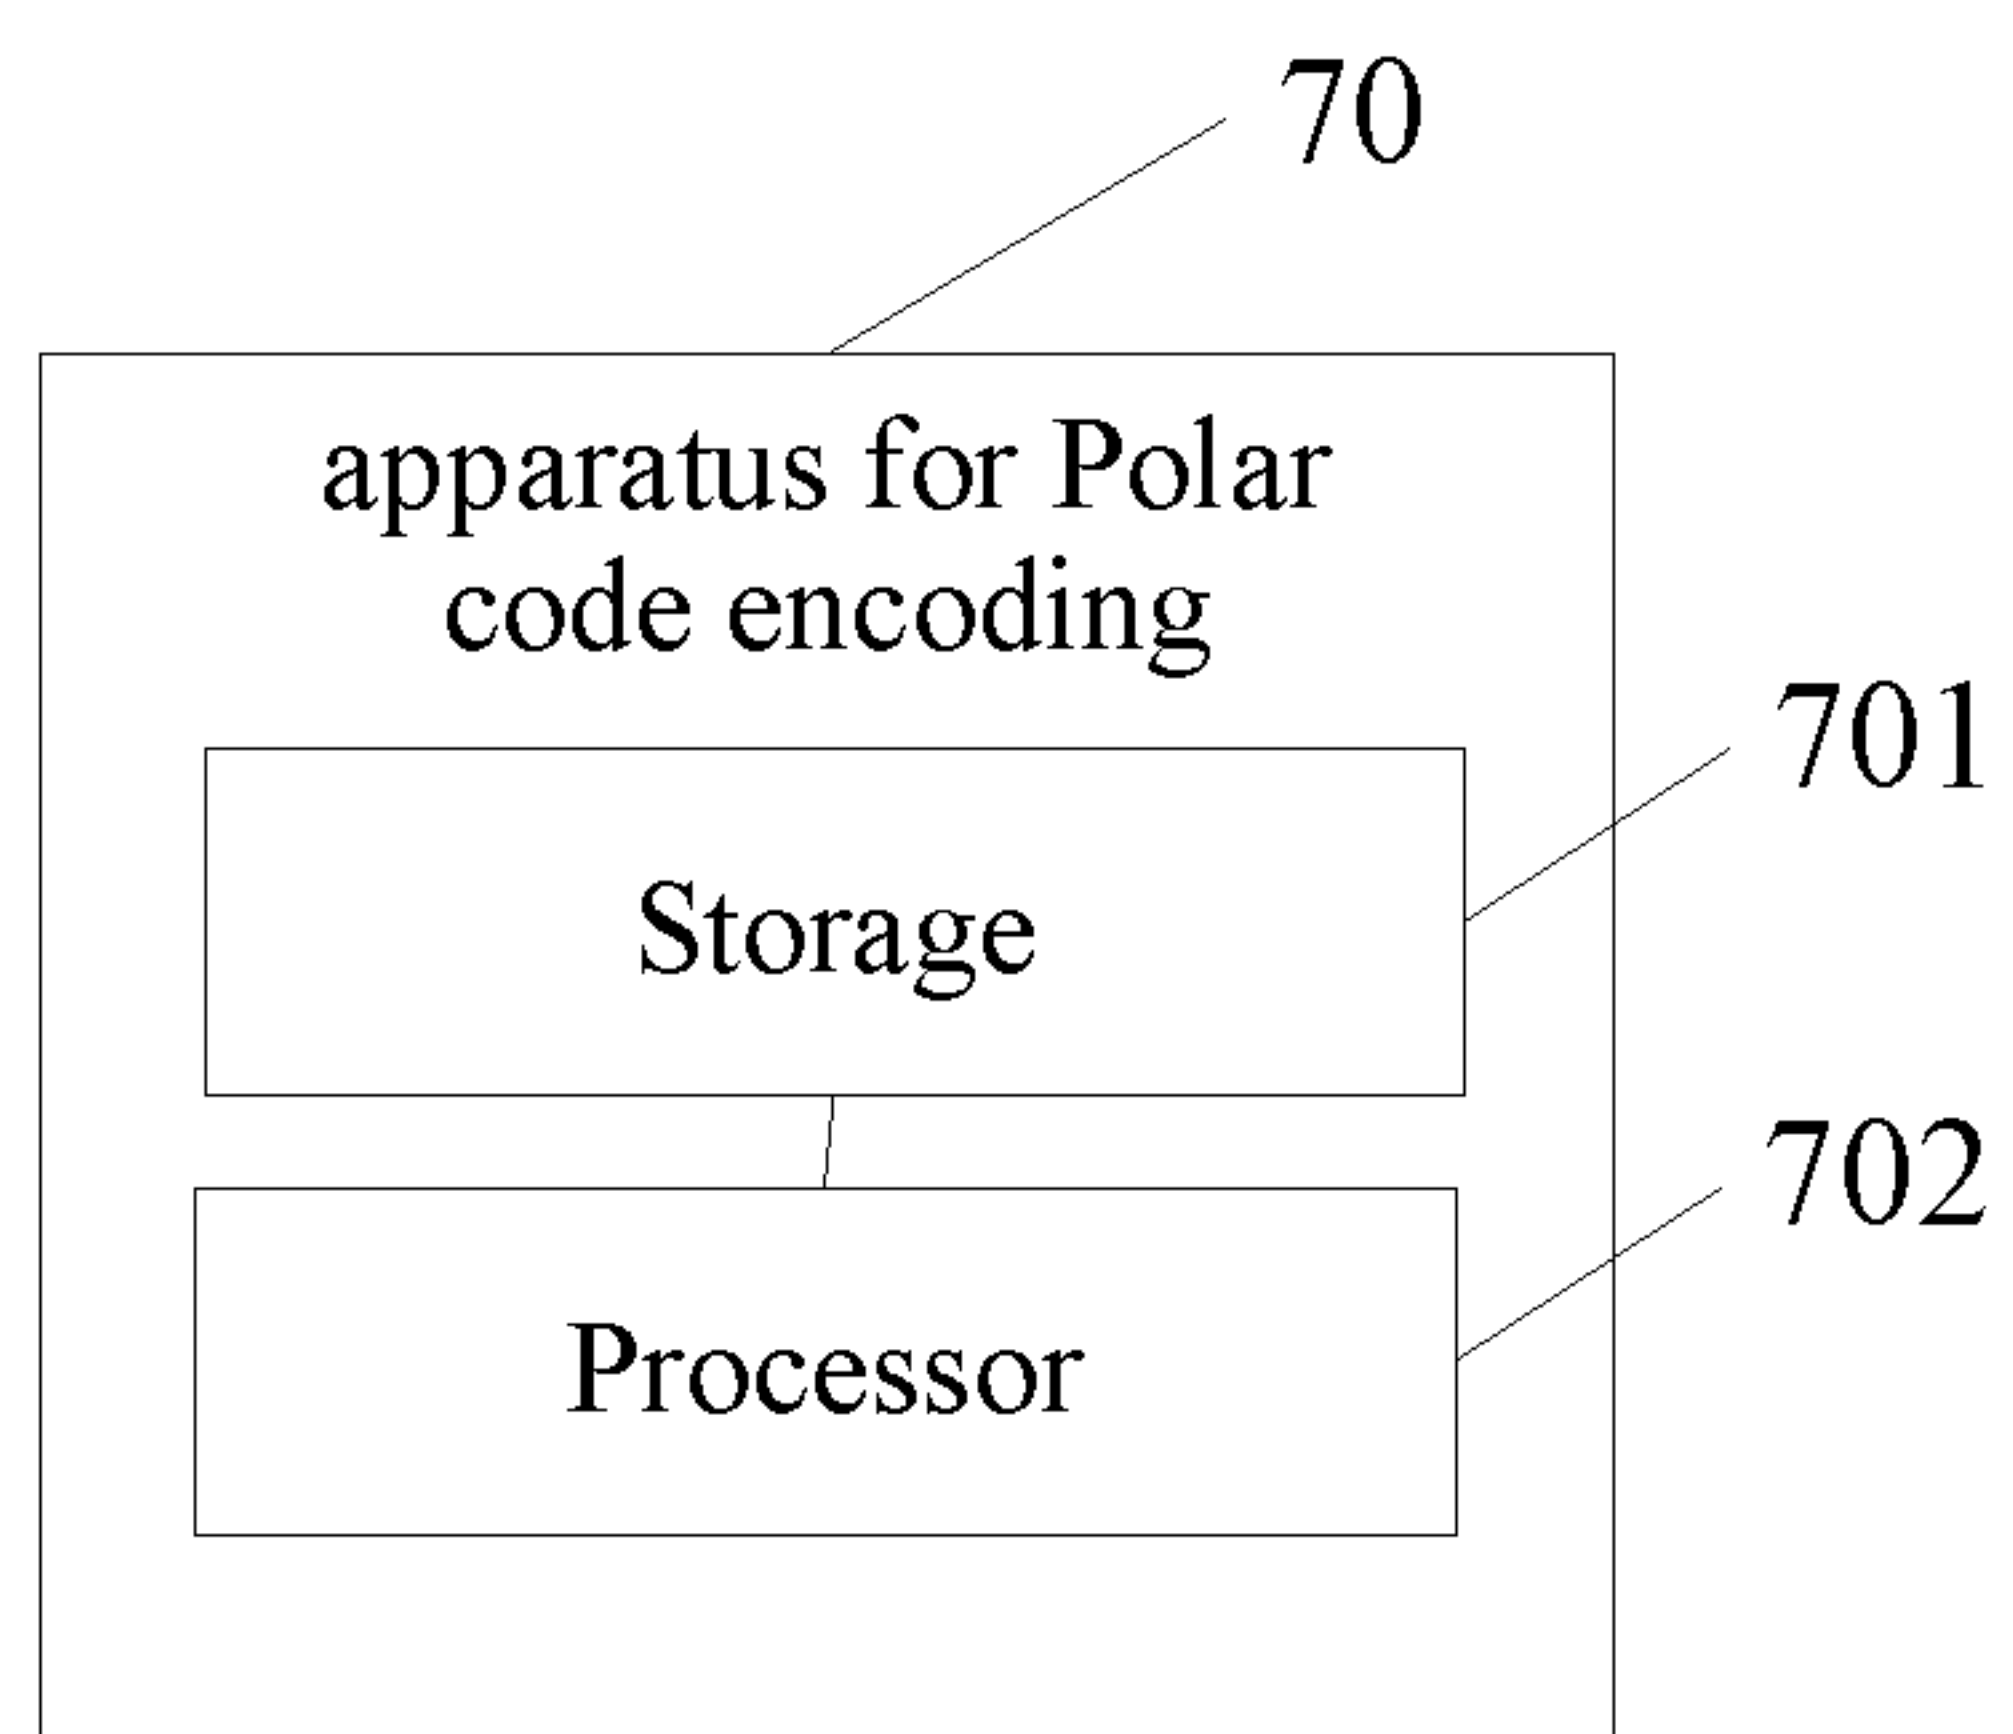 70
apparatus for Polar
code encoding
701
Storage
702
Processor